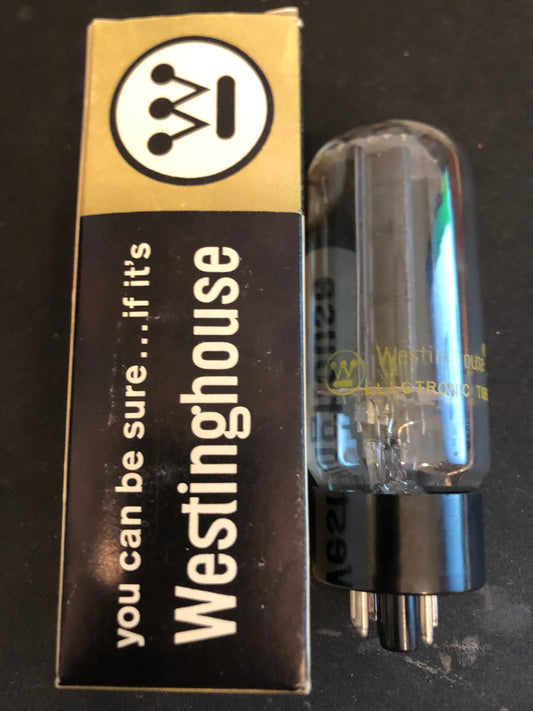 you can be sure...if it's
Westinghouse
Westinghouse
ELECTRONIC TUBE